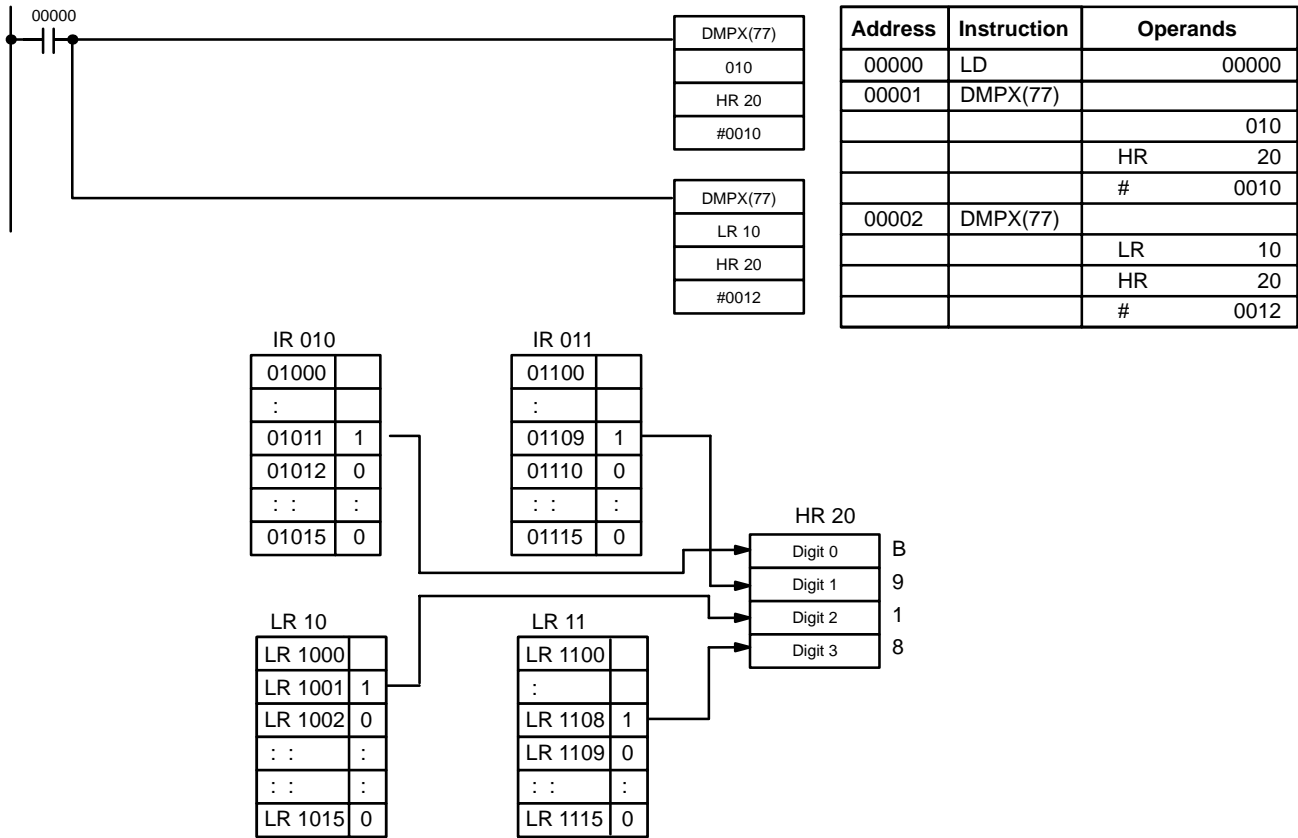 00000
DMPX(77)
010
HR 20
#0010
DMPX(77)
LR 10
HR 20
#0012
Address Instruction Operands
00000 LD 00000
00001 DMPX(77)
010
HR 20
# 0010
00002 DMPX(77)
LR 10
HR 20
# 0012
IR 010
01000
:
01011 1
01012 0
: : :
01015 0
IR 011
01100
:
01109 1
01110 0
: : :
01115 0
HR 20
Digit 0 B
Digit 1 9
Digit 2 1
Digit 3 8
LR 10
LR 1000
LR 1001 1
LR 1002 0
: : :
: : :
LR 1015 0
LR 11
LR 1100
:
LR 1108 1
LR 1109 0
: : :
LR 1115 0